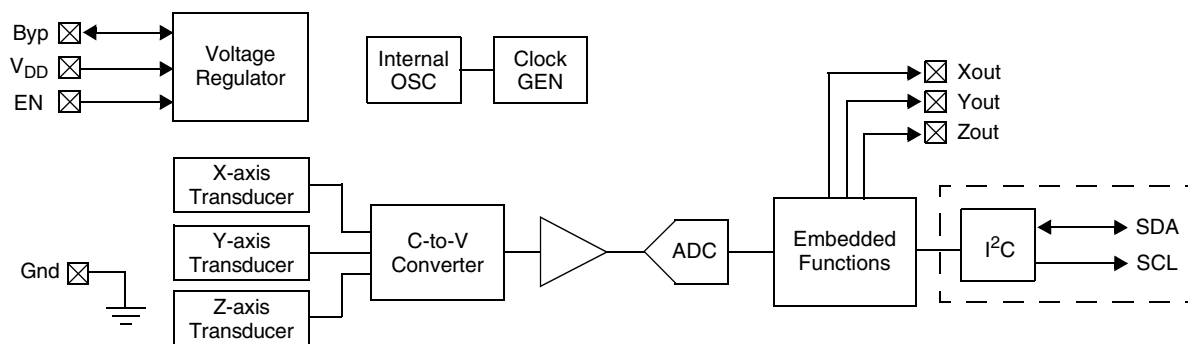 Byp
V_DD
EN
Voltage
Regulator
Internal
OSC
Clock
GEN
Xout
Yout
Zout
X-axis
Transducer
Y-axis
Transducer
Z-axis
Transducer
Gnd
C-to-V
Converter
ADC
Embedded
Functions
I²C
SDA
SCL